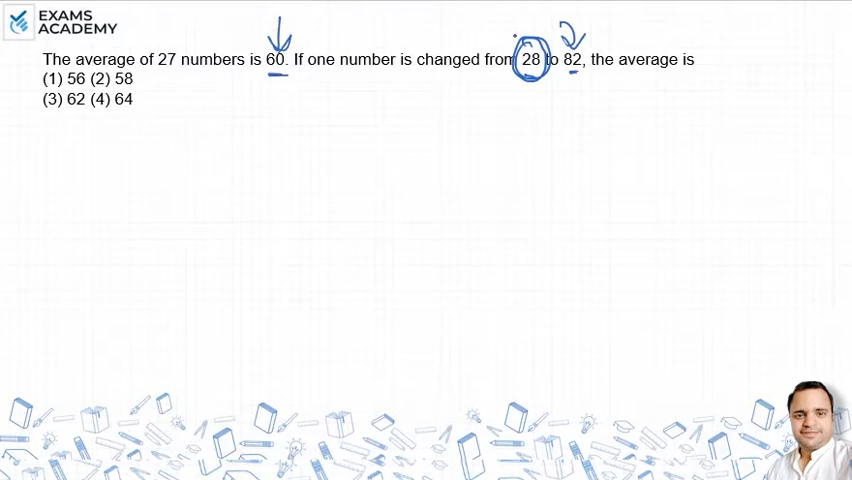 EXAMS
ACADEMY
The average of 27 numbers is 60. If one number is changed from 28 to 82, the average is
(1) 56 (2) 58
(3) 62 (4) 64